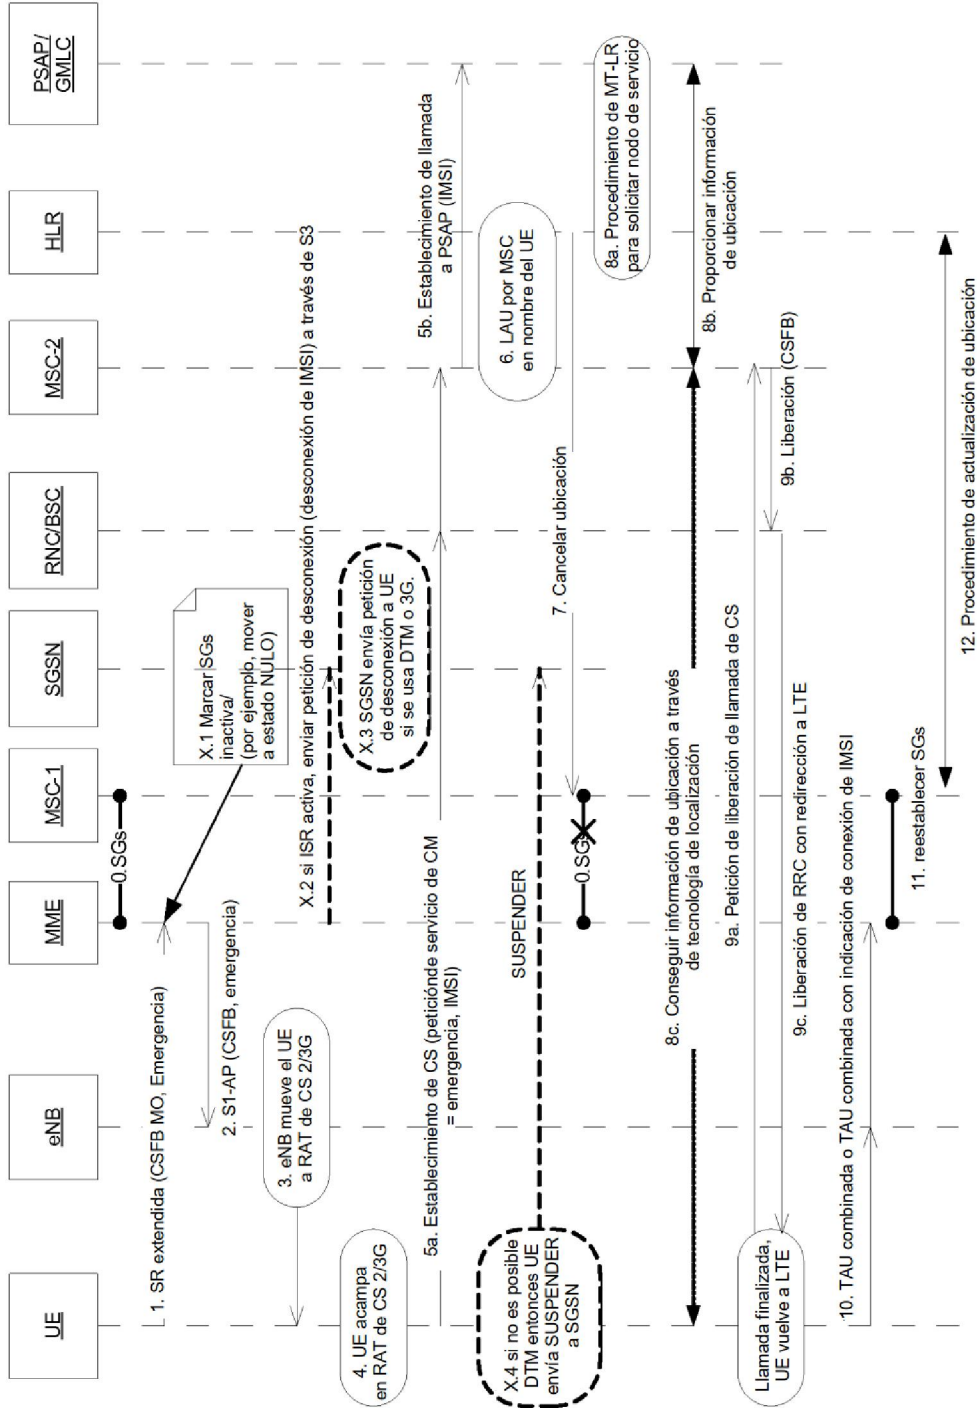 UE
eNB
MME
MSC-1
SGSN
RNC/BSC
MSC-2
HLR
PSAP/
GMLC
0.SGs
1. SR extendida (CSFB MO, Emergencia)
X.1 Marcar SGs
inactiva/
(por ejemplo, mover
a estado NULO)
2. S1-AP (CSFB, emergencia)
3. eNB mueve el UE
a RAT de CS 2/3G
X.2 si ISR activa, enviar petición de desconexión (desconexión de IMSI) a través de S3
X.3 SGSN envía petición
de desconexión a UE
si se usa DTM o 3G.
4. UE acampa
en RAT de CS 2/3G
5a. Establecimiento de CS (peticiónde servicio de CM
= emergencia, IMSI)
5b. Establecimiento de llamada
a PSAP (IMSI)
6. LAU por MSC
en nombre del UE
X.4 si no es posible
DTM entonces UE
envía SUSPENDER
a SGSN
SUSPENDER
7. Cancelar ubicación
0.SGs
8a. Procedimiento de MT-LR
para solicitar nodo de servicio
8b. Proporcionar información
de ubicación
8c. Conseguir información de ubicación a través
de tecnología de localización
9a. Petición de liberación de llamada de CS
9b. Liberación (CSFB)
9c. Liberación de RRC con redirección a LTE
Llamada finalizada,
UE vuelve a LTE
10. TAU combinada o TAU combinada con indicación de conexión de IMSI
11. reestablecer SGs
12. Procedimiento de actualización de ubicación